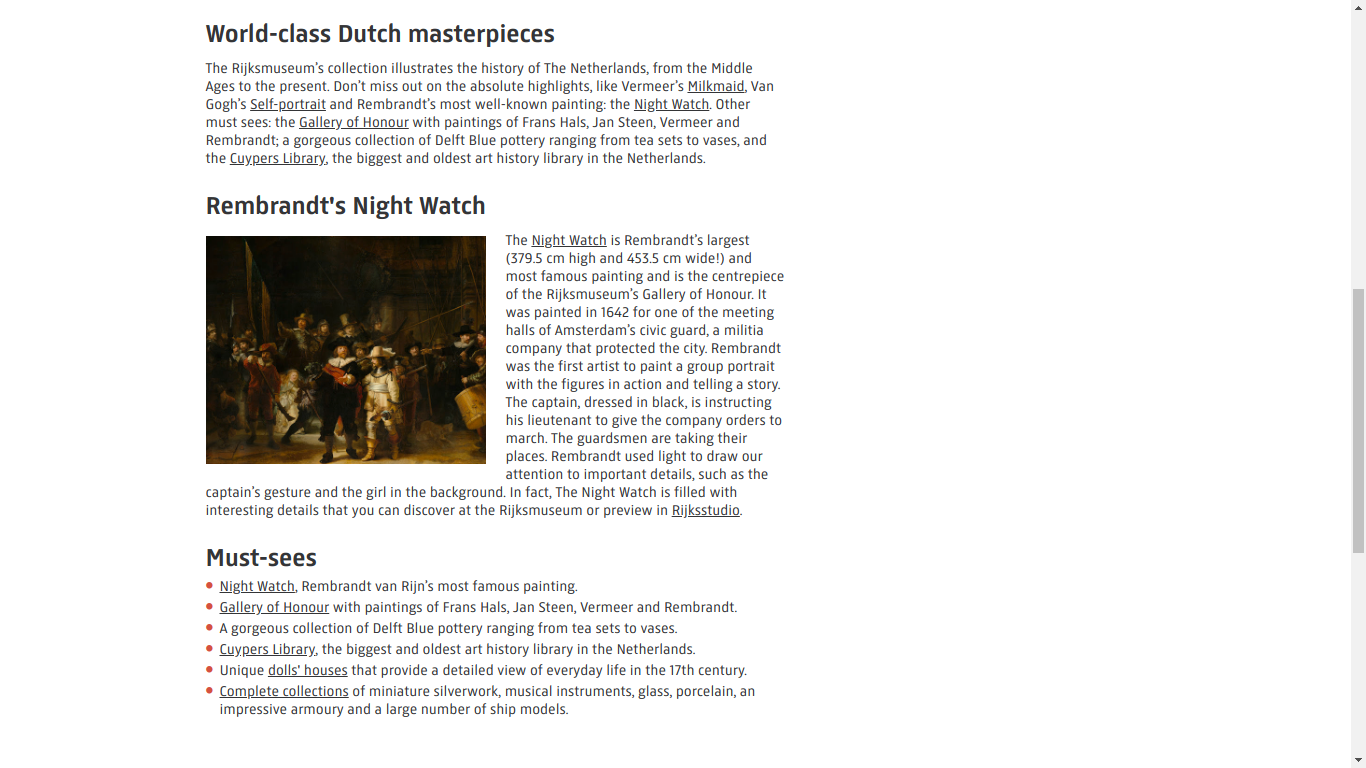 World-class Dutch masterpieces
The Rijksmuseum’s collection illustrates the history of The Netherlands, from the Middle
Ages to the present. Don’t miss out on the absolute highlights, like Vermeer’s Milkmaid, Van
Gogh’s Self-portrait and Rembrandt’s most well-known painting: the Night Watch. Other
must sees: the Gallery of Honour with paintings of Frans Hals, Jan Steen, Vermeer and
Rembrandt; a gorgeous collection of Delft Blue pottery ranging from tea sets to vases, and
the Cuypers Library, the biggest and oldest art history library in the Netherlands.
Rembrandt's Night Watch
The Night Watch is Rembrandt’s largest
(379.5 cm high and 453.5 cm wide!) and
most famous painting and is the centrepiece
of the Rijksmuseum’s Gallery of Honour. It
was painted in 1642 for one of the meeting
halls of Amsterdam’s civic guard, a militia
company that protected the city. Rembrandt
was the first artist to paint a group portrait
with the figures in action and telling a story.
The captain, dressed in black, is instructing
his lieutenant to give the company orders to
march. The guardsmen are taking their
places. Rembrandt used light to draw our
attention to important details, such as the
captain’s gesture and the girl in the background. In fact, The Night Watch is filled with
interesting details that you can discover at the Rijksmuseum or preview in Rijksstudio.
Must-sees
Night Watch, Rembrandt van Rijn’s most famous painting.
Gallery of Honour with paintings of Frans Hals, Jan Steen, Vermeer and Rembrandt.
A gorgeous collection of Delft Blue pottery ranging from tea sets to vases.
Cuypers Library, the biggest and oldest art history library in the Netherlands.
Unique dolls' houses that provide a detailed view of everyday life in the 17th century.
Complete collections of miniature silverwork, musical instruments, glass, porcelain, an
impressive armoury and a large number of ship models.